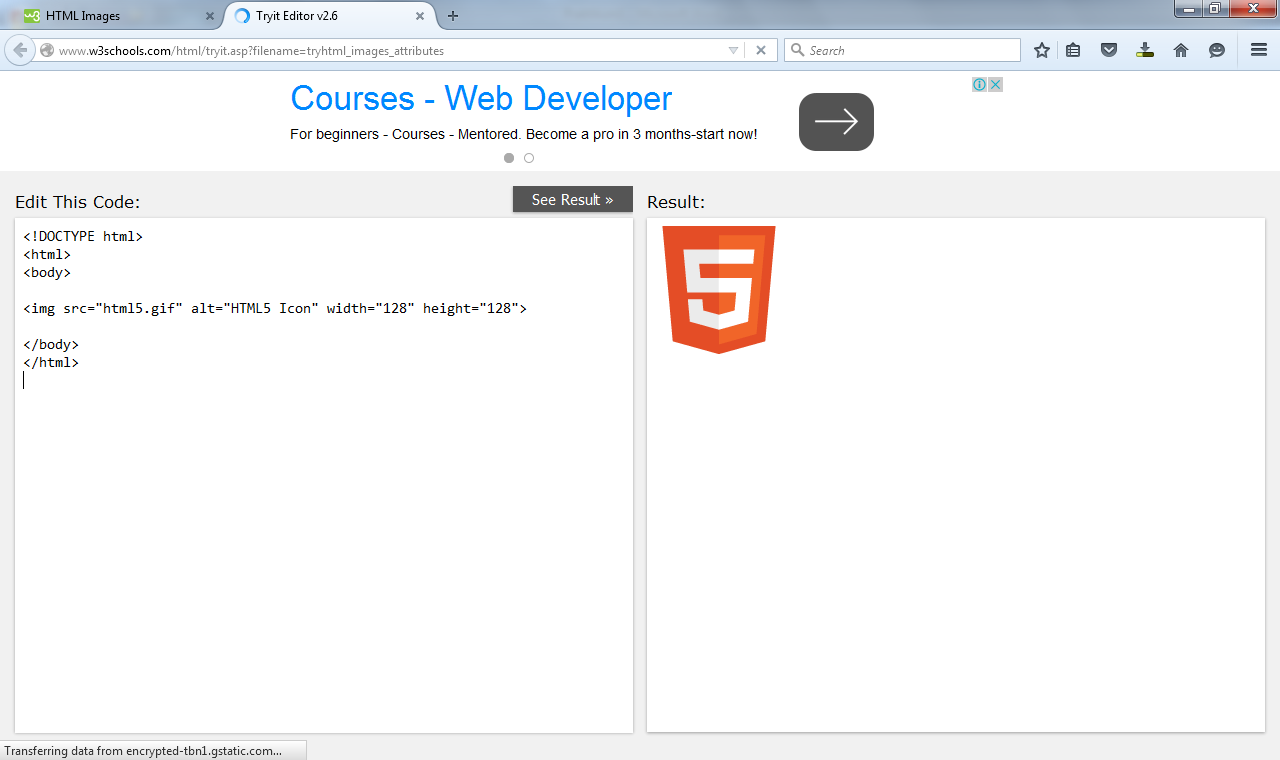 HTML Images
Tryit Editor v2.6
www.w3schools.com/html/tryit.asp?filename=tryhtml_images_attributes
Search
Courses - Web Developer
For beginners - Courses - Mentored. Become a pro in 3 months-start now!
Edit This Code:
See Result »
Result:
<!DOCTYPE html>
<html>
<body>
<img src="html5.gif" alt="HTML5 Icon" width="128" height="128">
</body>
</html>
5
Transferring data from encrypted-tbn1.gstatic.com...